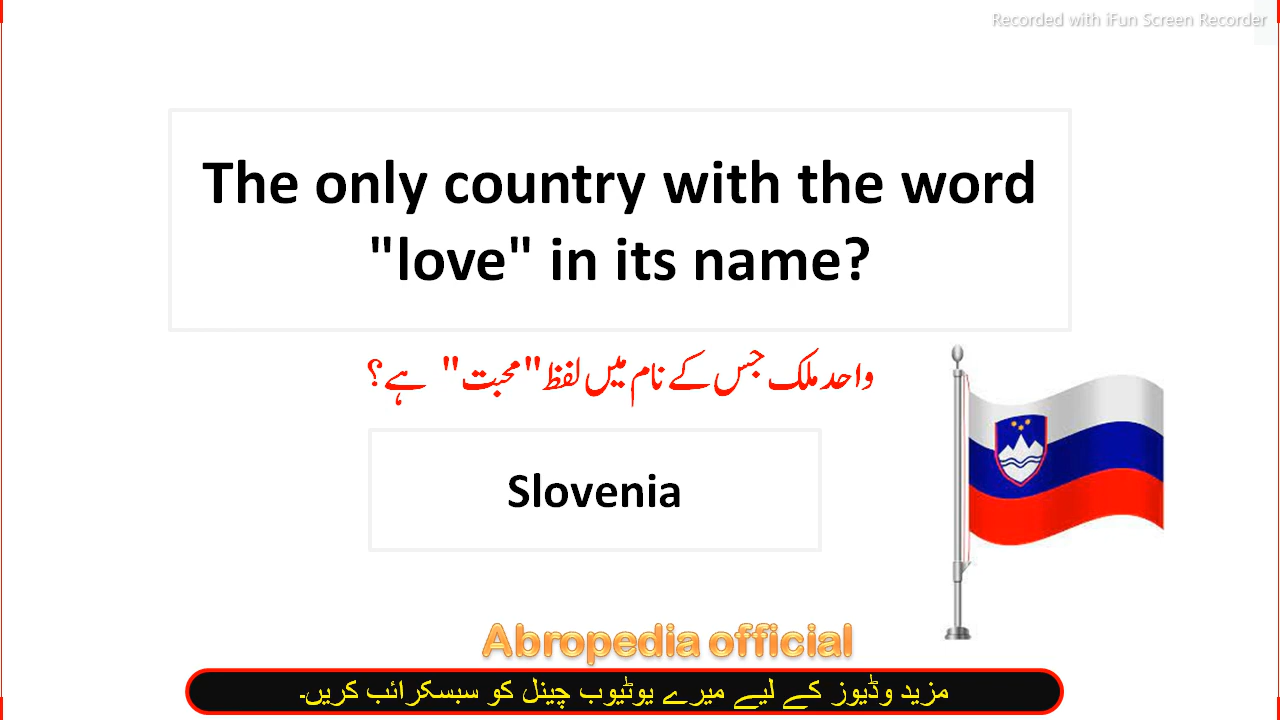 Recorded with iFun Screen Recorder
The only country with the word
"love" in its name?
واحد ملک جس کے نام میں لفظ "محبت" ہے؟
Slovenia
Abropedia official
مزید وڈیوز کے لیے میرے یوٹیوب چینل کو سبسکرائب کریں۔